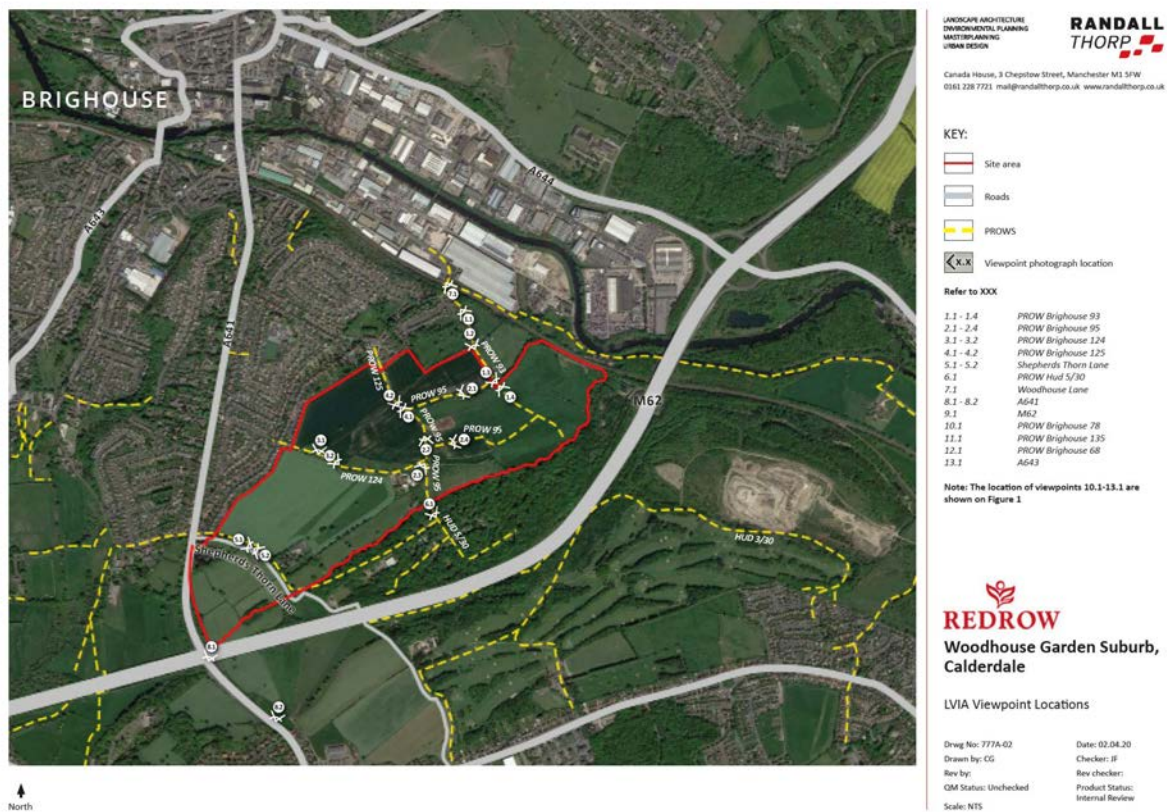 BRIGHOUSE
A643
A641
A644
M62
PROW 93
PROW 125
PROW 95
PROW 95
PROW 95
PROW 95
PROW 124
HUD 5/30
HUD 3/30
Shepherds Thorn Lane
North
LANDSCAPE ARCHITECTURE
ENVIRONMENTAL PLANNING
MASTERPLANNING
URBAN DESIGN
RANDALL
THORP
Canada House, 3 Chepstow Street, Manchester M1 5FW
0161 228 7721 mail@randallthorp.co.uk www.randallthorp.co.uk
KEY:
Site area
Roads
PROWS
X.X Viewpoint photograph location
Refer to XXX
1.1 - 1.4 PROW Brighouse 93
2.1 - 2.4 PROW Brighouse 95
3.1 - 3.2 PROW Brighouse 124
4.1 - 4.2 PROW Brighouse 125
5.1 - 5.2 Shepherds Thorn Lane
6.1 PROW Hud 5/30
7.1 Woodhouse Lane
8.1 - 8.2 A641
9.1 M62
10.1 PROW Brighouse 78
11.1 PROW Brighouse 135
12.1 PROW Brighouse 68
13.1 A643
Note: The location of viewpoints 10.1-13.1 are
shown on Figure 1
REDROW
Woodhouse Garden Suburb,
Calderdale
LVIA Viewpoint Locations
Drwg No: 777A-02 Date: 02.04.20
Drawn by: CG Checker: JF
Rev by: Rev checker:
QM Status: Unchecked Product Status:
Internal Review
Scale: NTS